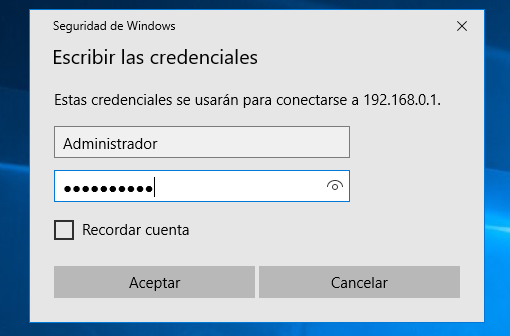 Seguridad de Windows
Escribir las credenciales
Estas credenciales se usarán para conectarse a 192.168.0.1.
Administrador
●●●●●●●●●●
Recordar cuenta
Aceptar
Cancelar